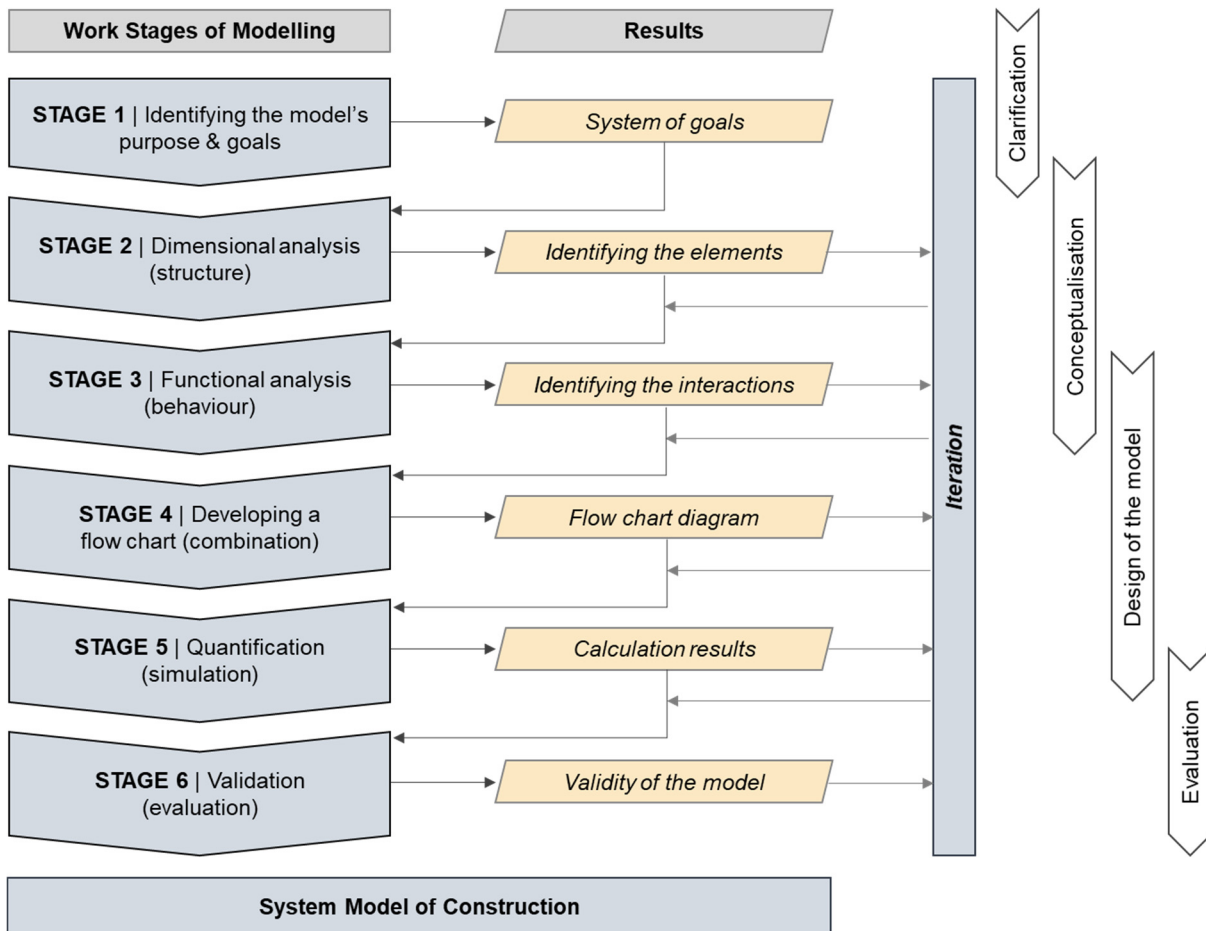 Work Stages of Modelling
Results
STAGE 1 | Identifying the model's
purpose & goals
System of goals
STAGE 2 | Dimensional analysis
(structure)
Identifying the elements
STAGE 3 | Functional analysis
(behaviour)
Identifying the interactions
STAGE 4 | Developing a
flow chart (combination)
Flow chart diagram
STAGE 5 | Quantification
(simulation)
Calculation results
STAGE 6 | Validation
(evaluation)
Validity of the model
System Model of Construction
Iteration
Clarification
Conceptualisation
Design of the model
Evaluation